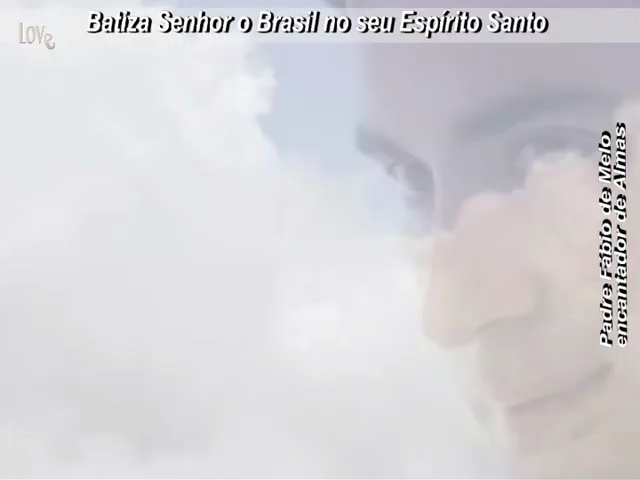 Batiza Senhor o Brasil no seu Espírito Santo
Love
Padre Fábio de Melo
encantador de Almas